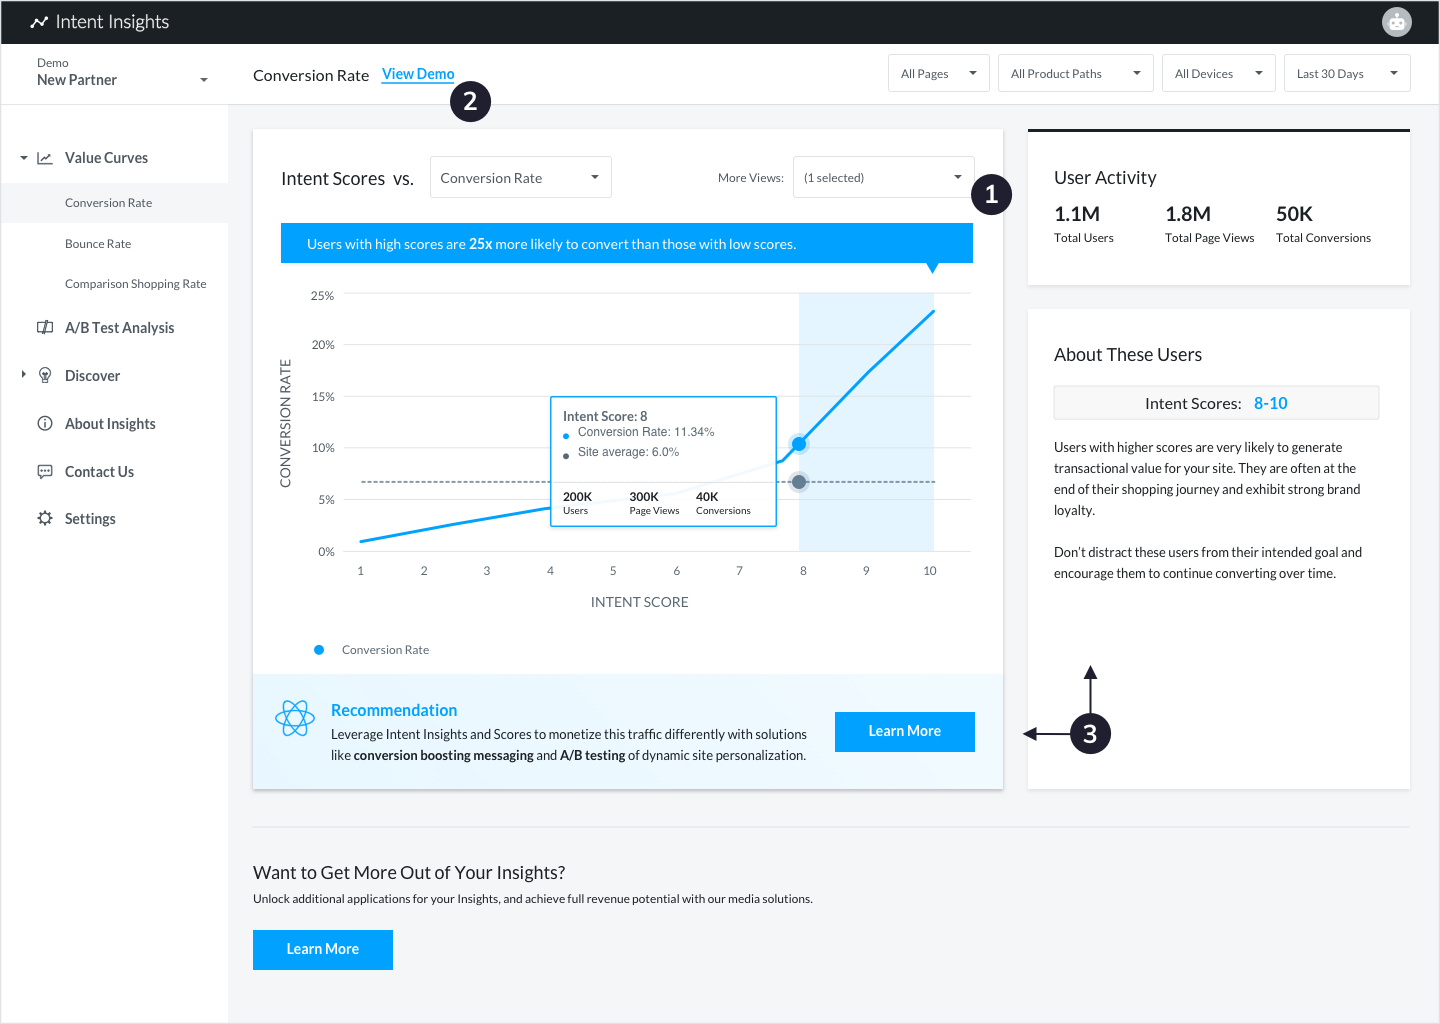 Intent Insights
Demo
New Partner
Conversion Rate View Demo
2
All Pages
All Product Paths
All Devices
Last 30 Days
Value Curves
Conversion Rate
Bounce Rate
Comparison Shopping Rate
A/B Test Analysis
Discover
About Insights
Contact Us
Settings
Intent Scores vs. Conversion Rate
More Views: (1 selected)
1
Users with high scores are 25x more likely to convert than those with low scores.
CONVERSION RATE
25%
20%
15%
10%
5%
0%
Intent Score: 8
Conversion Rate: 11.34%
Site average: 6.0%
200K 300K 40K
Users Page Views Conversions
1 2 3 4 5 6 7 8 9 10
INTENT SCORE
Conversion Rate
Recommendation
Leverage Intent Insights and Scores to monetize this traffic differently with solutions
like conversion boosting messaging and A/B testing of dynamic site personalization.
Learn More
User Activity
1.1M 1.8M 50K
Total Users Total Page Views Total Conversions
About These Users
Intent Scores: 8-10
Users with higher scores are very likely to generate
transactional value for your site. They are often at the
end of their shopping journey and exhibit strong brand
loyalty.
Don't distract these users from their intended goal and
encourage them to continue converting over time.
3
Want to Get More Out of Your Insights?
Unlock additional applications for your Insights, and achieve full revenue potential with our media solutions.
Learn More